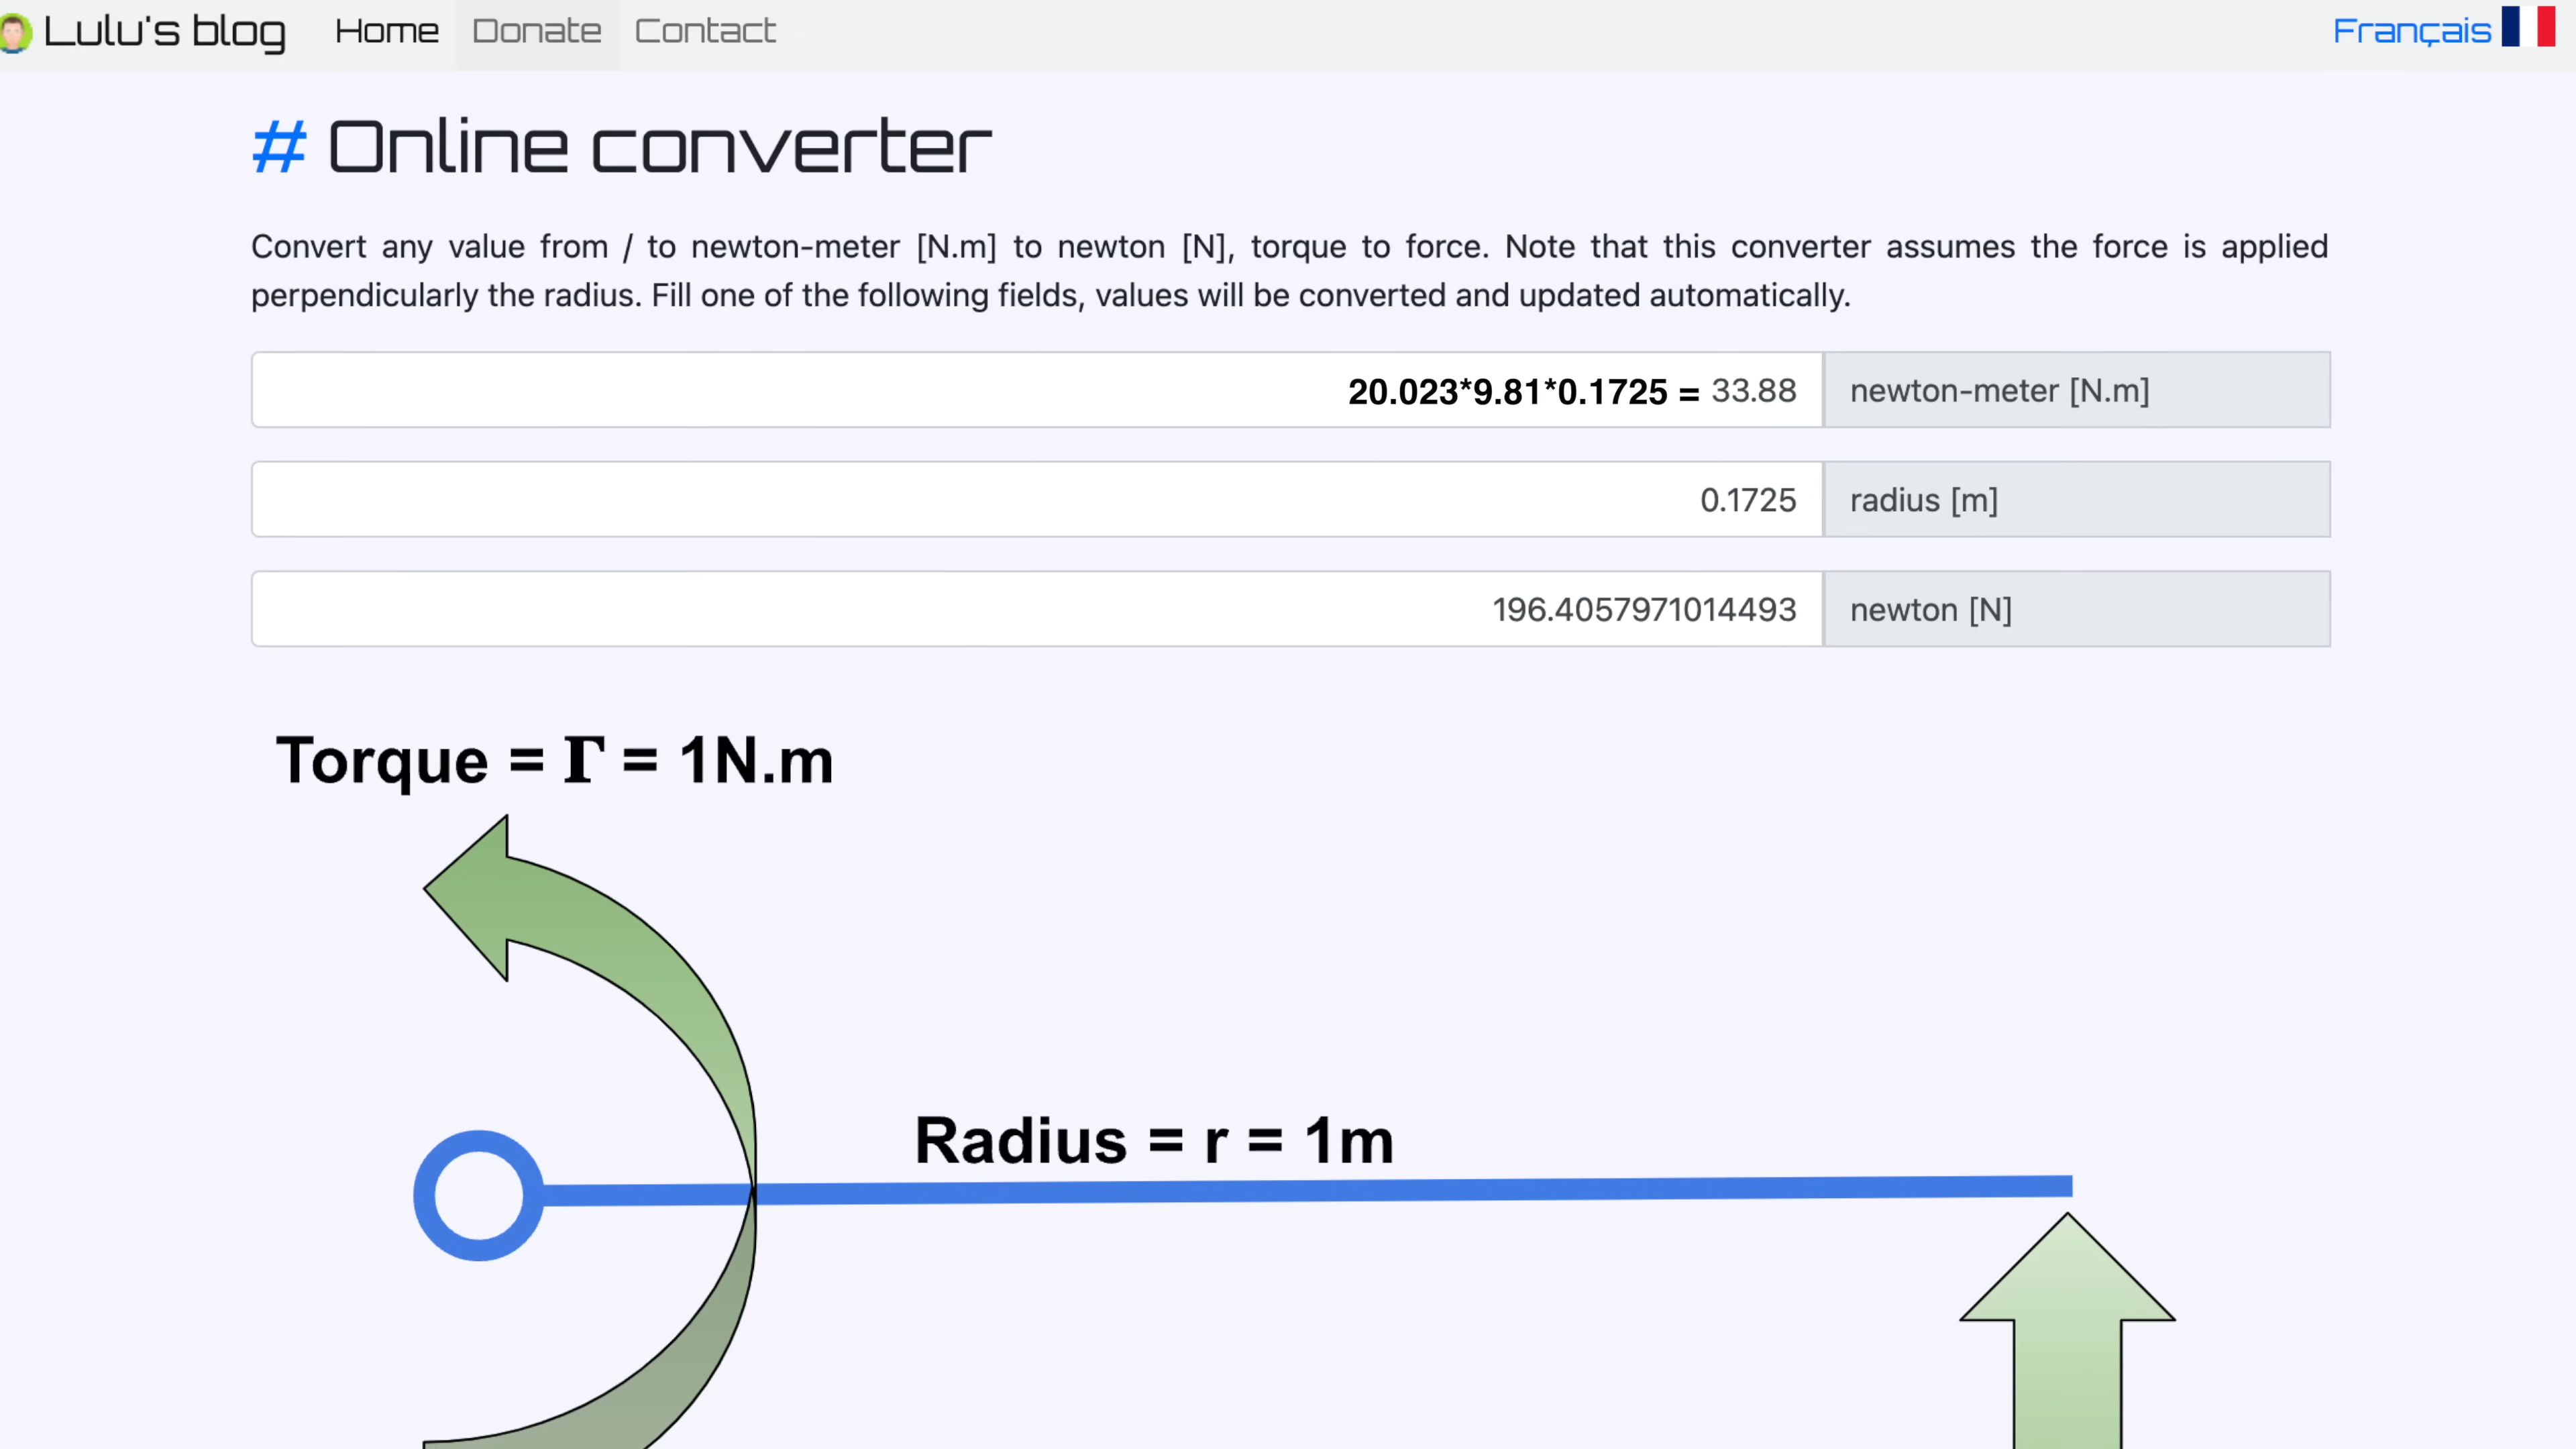 Lulu's blog Home Donate Contact Français
# Online converter
Convert any value from / to newton-meter [N.m] to newton [N], torque to force. Note that this converter assumes the force is applied
perpendicularly the radius. Fill one of the following fields, values will be converted and updated automatically.
20.023*9.81*0.1725 = 33.88 newton-meter [N.m]
0.1725 radius [m]
196.4057971014493 newton [N]
Torque = Γ = 1N.m
Radius = r = 1m